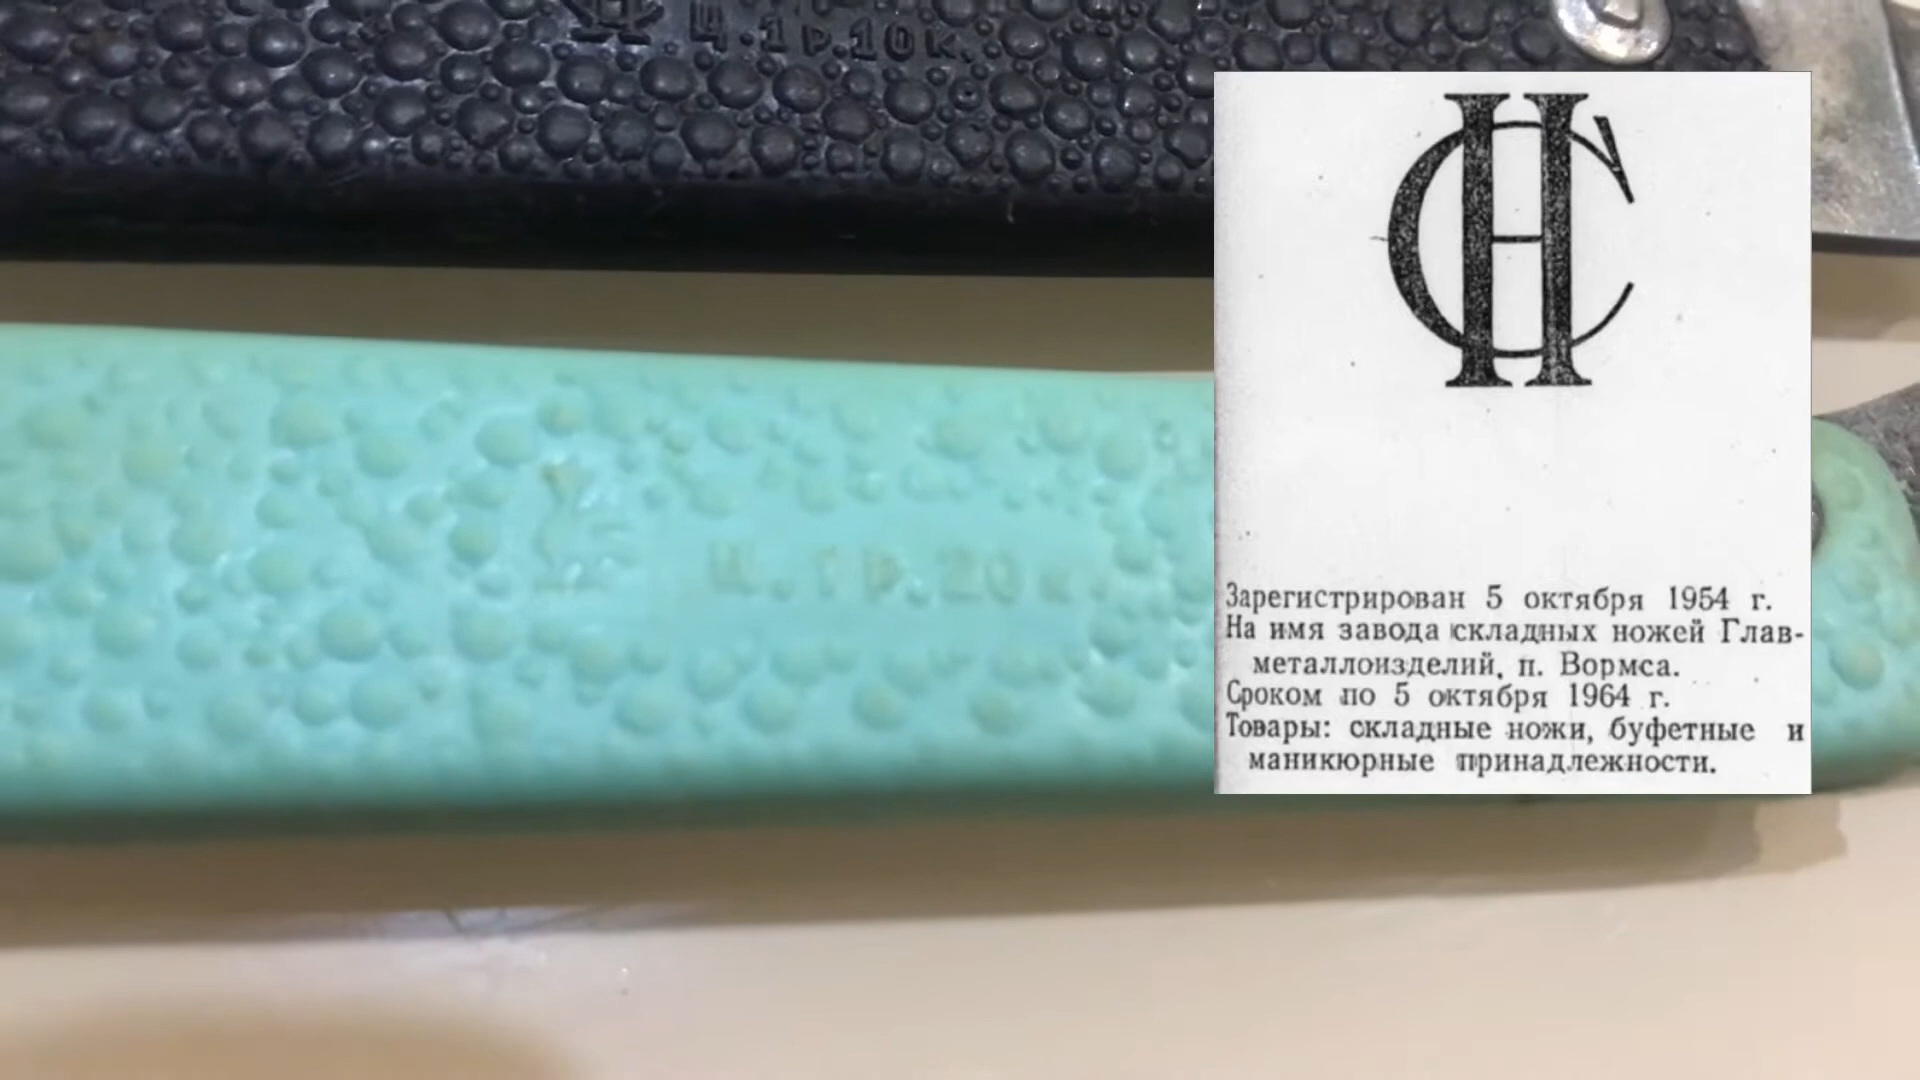 Ц.1р.10к.
Ц.1р.20к.
СН
Зарегистрирован 5 октября 1954 г.
На имя завода складных ножей Глав-
металлоизделий, п. Вормса.
Сроком по 5 октября 1964 г.
Товары: складные ножи, буфетные и
маникюрные принадлежности.